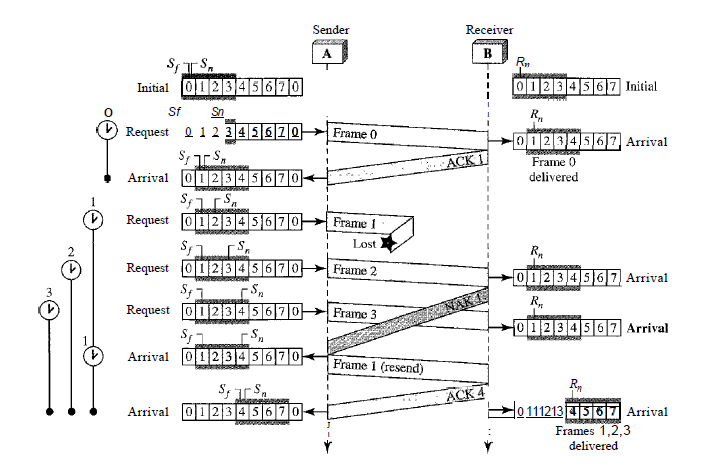 Sender Receiver
A B
Sf Sn Rn
Initial 0 1 2 3 4 5 6 7 0 0 1 2 3 4 5 6 7 Initial
0 Sf Sn Rn
Request 0 1 2 3 4 5 6 7 0 Frame 0 0 1 2 3 4 5 6 7 Arrival
Sf Sn ACK 1 Frame 0
Arrival 0 1 2 3 4 5 6 7 0 delivered
1 Sf Sn
Request 0 1 2 3 4 5 6 7 0 Frame 1
Lost
2 Sf Sn Rn
Request 0 1 2 3 4 5 6 7 0 Frame 2 0 1 2 3 4 5 6 7 Arrival
3 Sf Sn NAK 1 Rn
Request 0 1 2 3 4 5 6 7 0 Frame 3 0 1 2 3 4 5 6 7 Arrival
1 Sf Sn
Arrival 0 1 2 3 4 5 6 7 0 Frame 1 (resend)
Sf Sn ACK 4 Rn
Arrival 0 1 2 3 4 5 6 7 0 0 111213 4 5 6 7 Arrival
Frames 1,2,3
delivered